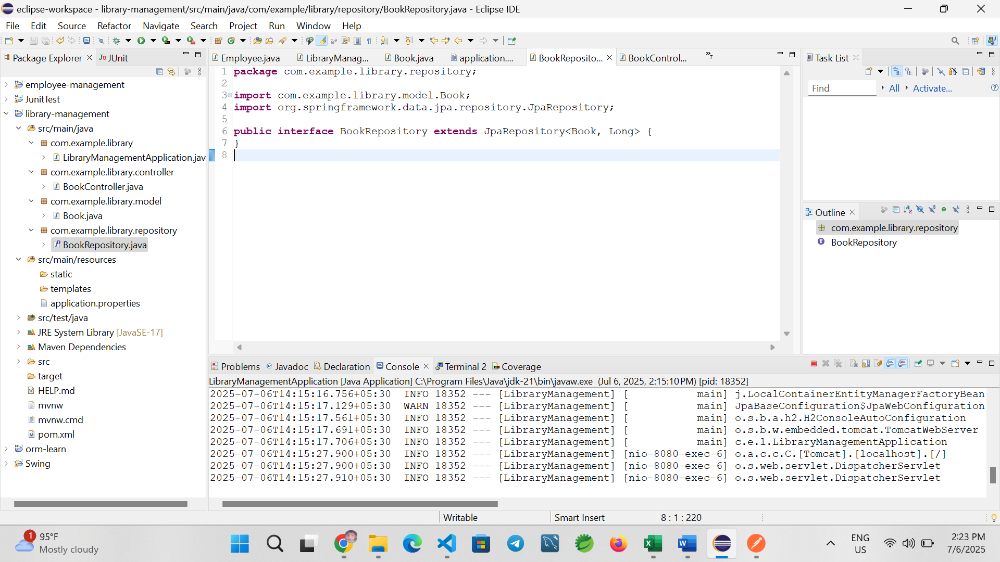 eclipse-workspace - library-management/src/main/java/com/example/library/repository/BookRepository.java - Eclipse IDE
File Edit Source Refactor Navigate Search Project Run Window Help
Package Explorer
JUnit
employee-management
JunitTest
library-management
src/main/java
com.example.library
LibraryManagementApplication.jav
com.example.library.controller
BookController.java
com.example.library.model
Book.java
com.example.library.repository
BookRepository.java
src/main/resources
static
templates
application.properties
src/test/java
JRE System Library [JavaSE-17]
Maven Dependencies
src
target
HELP.md
mvnw
mvnw.cmd
pom.xml
orm-learn
Swing
Employee.java LibraryManag... Book.java application.... BookReposito... BookControl... »7
1 package com.example.library.repository;
2
3 import com.example.library.model.Book;
4 import org.springframework.data.jpa.repository.JpaRepository;
5
6 public interface BookRepository extends JpaRepository<Book, Long> {
7 }
8
Task List
Find All Activate...
Outline
com.example.library.repository
BookRepository
Problems Javadoc Declaration Console Terminal 2 Coverage
LibraryManagementApplication [Java Application] C:\Program Files\Java\jdk-21\bin\javaw.exe (Jul 6, 2025, 2:15:10 PM) [pid: 18352]
2025-07-06T14:15:16.756+05:30 INFO 18352 --- [LibraryManagement] [ main] j.LocalContainerEntityManagerFactoryBean
2025-07-06T14:15:17.129+05:30 WARN 18352 --- [LibraryManagement] [ main] JpaBaseConfiguration$JpaWebConfiguration
2025-07-06T14:15:17.561+05:30 INFO 18352 --- [LibraryManagement] [ main] o.s.b.a.h2.H2ConsoleAutoConfiguration
2025-07-06T14:15:17.691+05:30 INFO 18352 --- [LibraryManagement] [ main] o.s.b.w.embedded.tomcat.TomcatWebServer
2025-07-06T14:15:17.706+05:30 INFO 18352 --- [LibraryManagement] [ main] c.e.l.LibraryManagementApplication
2025-07-06T14:15:27.900+05:30 INFO 18352 --- [LibraryManagement] [nio-8080-exec-6] o.a.c.c.C.[Tomcat].[localhost].[/]
2025-07-06T14:15:27.900+05:30 INFO 18352 --- [LibraryManagement] [nio-8080-exec-6] o.s.web.servlet.DispatcherServlet
2025-07-06T14:15:27.910+05:30 INFO 18352 --- [LibraryManagement] [nio-8080-exec-6] o.s.web.servlet.DispatcherServlet
Writable Smart Insert 8 : 1 : 220
1
95°F
Mostly cloudy
ENG
US
2:23 PM
7/6/2025